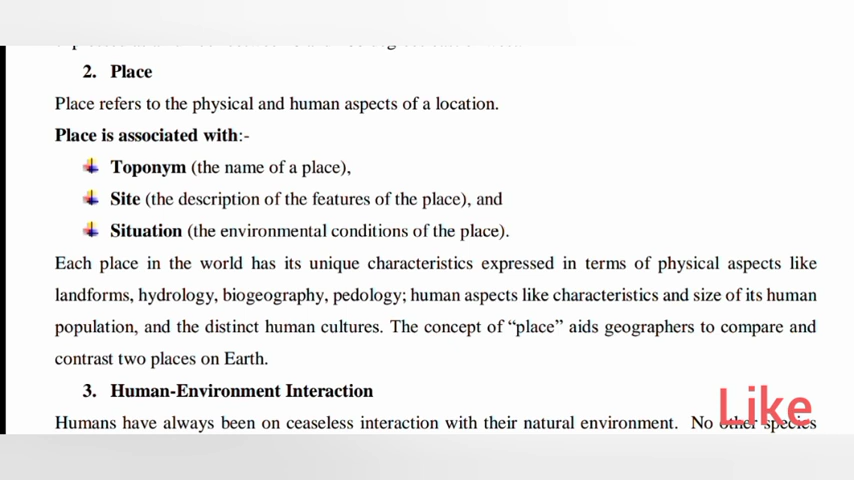 2. Place
Place refers to the physical and human aspects of a location.
Place is associated with:-
Toponym (the name of a place),
Site (the description of the features of the place), and
Situation (the environmental conditions of the place).
Each place in the world has its unique characteristics expressed in terms of physical aspects like
landforms, hydrology, biogeography, pedology; human aspects like characteristics and size of its human
population, and the distinct human cultures. The concept of “place” aids geographers to compare and
contrast two places on Earth.
3. Human-Environment Interaction
Humans have always been on ceaseless interaction with their natural environment. No other species
Like